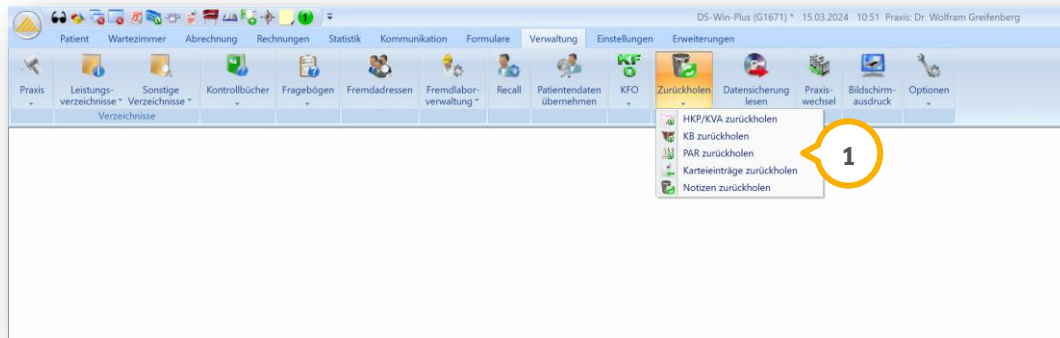 DS-Win-Plus (G1671) * 15.03.2024 10:51 Praxis: Dr. Wolfram Greifenberg
Patient Wartezimmer Abrechnung Rechnungen Statistik Kommunikation Formulare Verwaltung Einstellungen Erweiterungen
Praxis Leistungs- Sonstige Kontrollbücher Fragebögen Fremdadressen Fremdlabor- Recall Patientendaten KFO Zurückholen Datensicherung Praxis- Bildschirm- Optionen
verzeichnisse Verzeichnisse verwaltung übernehmen lesen wechsel ausdruck
Verzeichnisse
HKP/KVA zurückholen
KB zurückholen
PAR zurückholen
1
Karteieinträge zurückholen
Notizen zurückholen